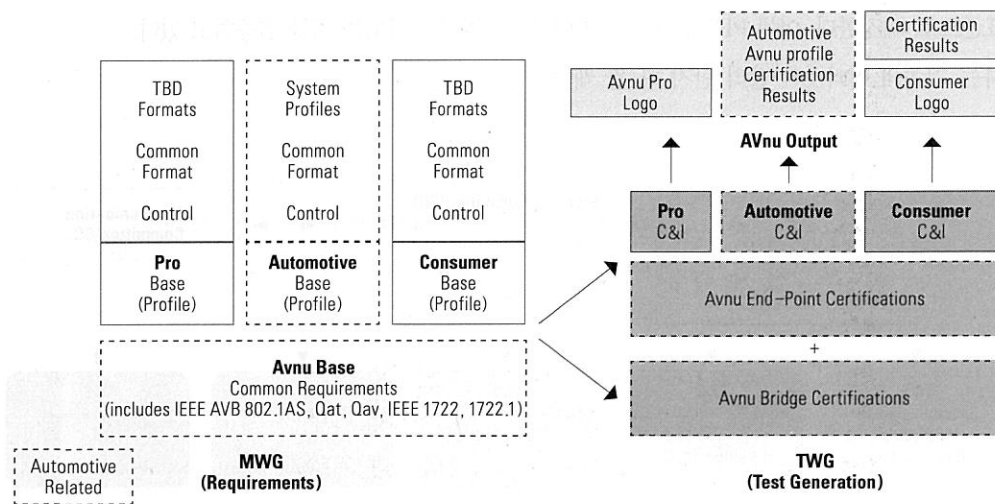 TBD
Formats
Common
Format
Control
Pro
Base
(Profile)
System
Profiles
Common
Format
Control
Automotive
Base
(Profile)
TBD
Formats
Common
Format
Control
Consumer
Base
(Profile)
Avnu Base
Common Requirements
(includes IEEE AVB 802.1AS, Qat, Qav, IEEE 1722, 1722.1)
Automotive
Related
MWG
(Requirements)
Avnu Pro
Logo
Automotive
Avnu profile
Certification
Results
Certification
Results
Consumer
Logo
AVnu Output
Pro
C&I
Automotive
C&I
Consumer
C&I
Avnu End–Point Certifications
+
Avnu Bridge Certifications
TWG
(Test Generation)